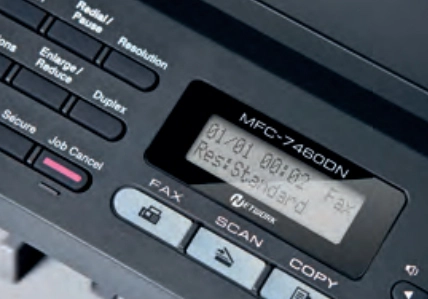 Redial /
Pause
Resolution
Enlarge /
Reduce
Duplex
Secure
Job Cancel
MFC-7460DN
01/01 00:02 Fax
Res:Standard
NETWORK
FAX
SCAN
COPY